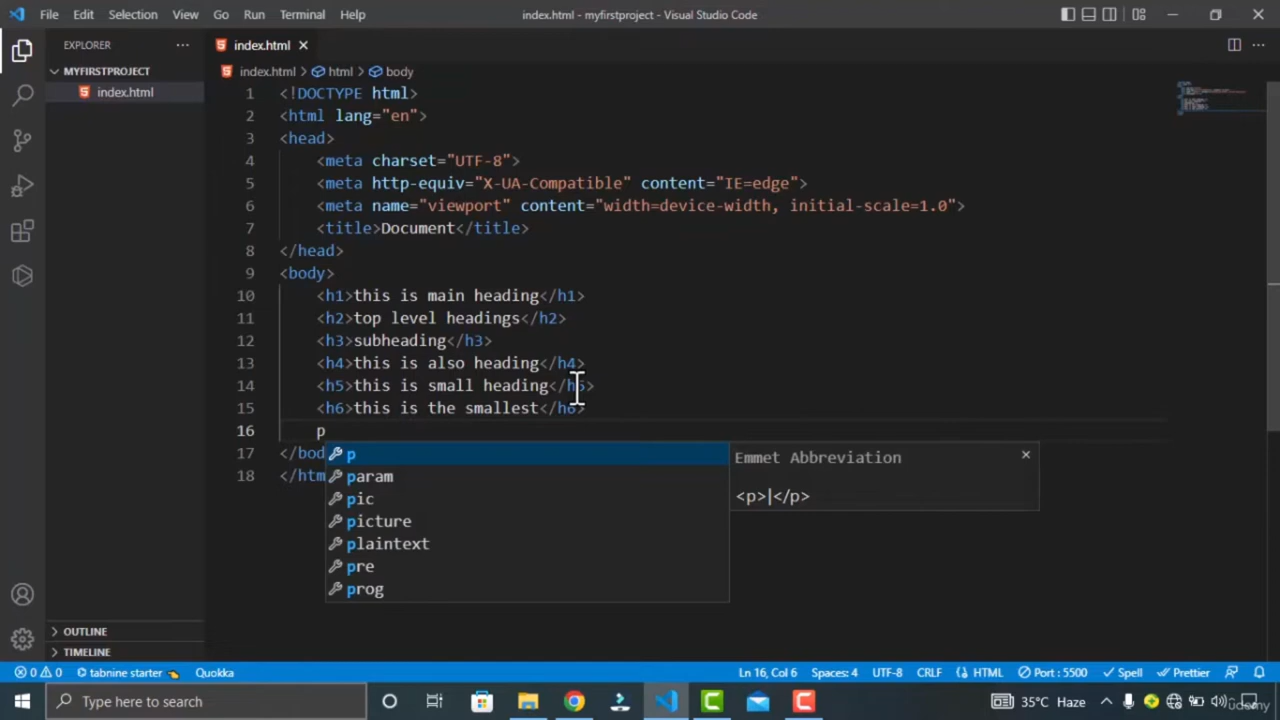 File Edit Selection View Go Run Terminal Help
index.html - myfirstproject - Visual Studio Code
EXPLORER
MYFIRSTPROJECT
index.html
OUTLINE
TIMELINE
index.html
index.html > html > body
1 <!DOCTYPE html>
2 <html lang="en">
3 <head>
4 <meta charset="UTF-8">
5 <meta http-equiv="X-UA-Compatible" content="IE=edge">
6 <meta name="viewport" content="width=device-width, initial-scale=1.0">
7 <title>Document</title>
8 </head>
9 <body>
10 <h1>this is main heading</h1>
11 <h2>top level headings</h2>
12 <h3>subheading</h3>
13 <h4>this is also heading</h4>
14 <h5>this is small heading</h5>
15 <h6>this is the smallest</h6>
16 p
17 </bod
18 </htm
p
param
pic
picture
plaintext
pre
prog
Emmet Abbreviation
<p>|</p>
0 0 tabnine starter Quokka Ln 16, Col 6 Spaces: 4 UTF-8 CRLF HTML Port : 5500 Spell Prettier
Type here to search
35°C Haze
Udemy